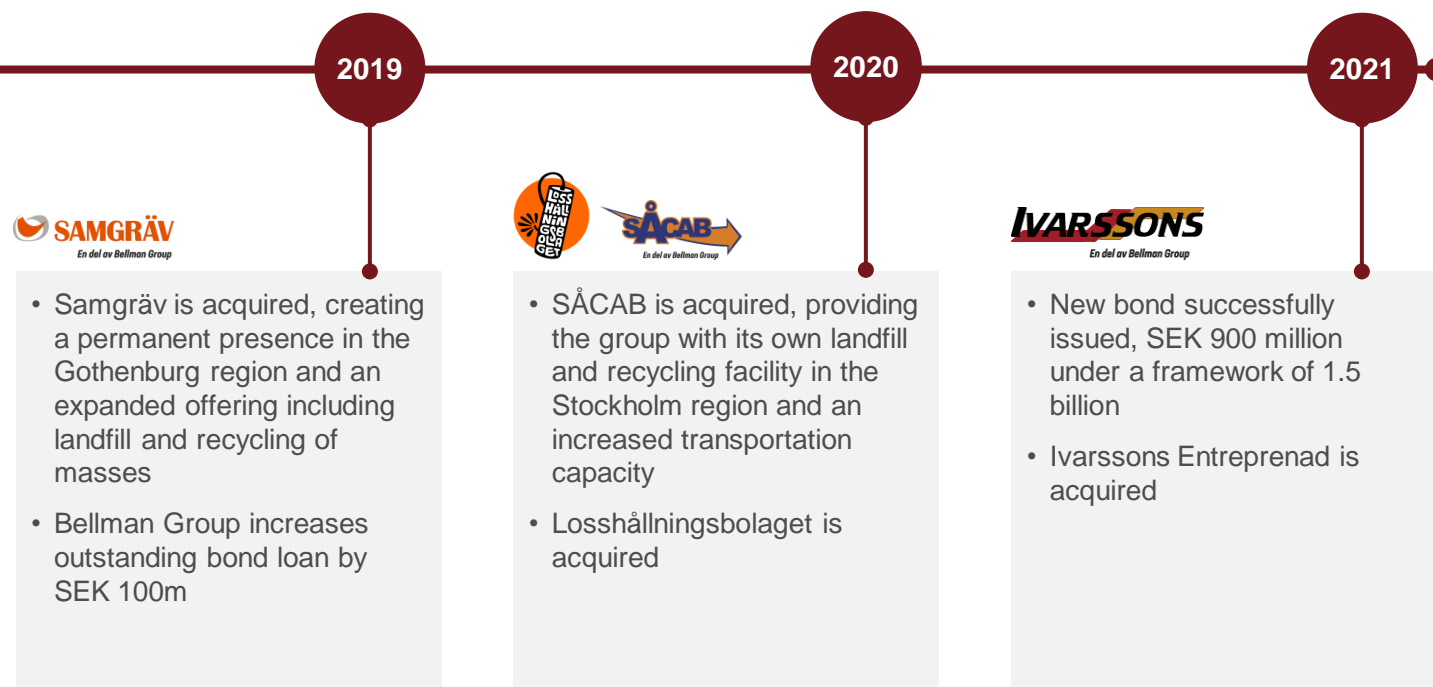 2019
2020
2021
SAMGRÄV
En del av Bellman Group
LOSS
HÅLL
NINGS
BOLA
GET
SÅCAB
En del av Bellman Group
IVARSSONS
En del av Bellman Group
• Samgräv is acquired, creating
a permanent presence in the
Gothenburg region and an
expanded offering including
landfill and recycling of
masses
• Bellman Group increases
outstanding bond loan by
SEK 100m
• SÅCAB is acquired, providing
the group with its own landfill
and recycling facility in the
Stockholm region and an
increased transportation
capacity
• Losshållningsbolaget is
acquired
• New bond successfully
issued, SEK 900 million
under a framework of 1.5
billion
• Ivarssons Entreprenad is
acquired